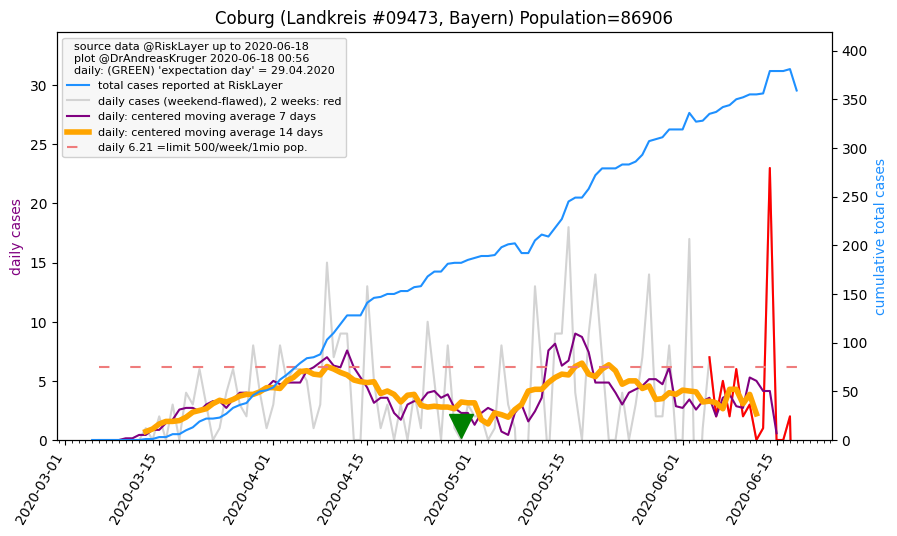 Coburg (Landkreis #09473, Bayern) Population=86906
source data @RiskLayer up to 2020-06-18
plot @DrAndreasKruger 2020-06-18 00:56
daily: (GREEN) 'expectation day' = 29.04.2020
total cases reported at RiskLayer
daily cases (weekend-flawed), 2 weeks: red
daily: centered moving average 7 days
daily: centered moving average 14 days
daily 6.21 =limit 500/week/1mio pop.
daily cases
30
25
20
15
10
5
0
cumulative total cases
400
350
300
250
200
150
100
50
0
2020-03-01
2020-03-15
2020-04-01
2020-04-15
2020-05-01
2020-05-15
2020-06-01
2020-06-15